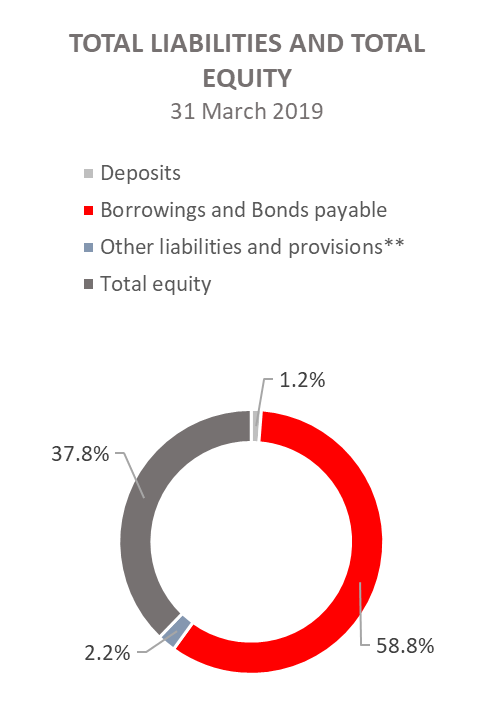 TOTAL LIABILITIES AND TOTAL
EQUITY
31 March 2019
Deposits
Borrowings and Bonds payable
Other liabilities and provisions**
Total equity
1.2%
37.8%
58.8%
2.2%